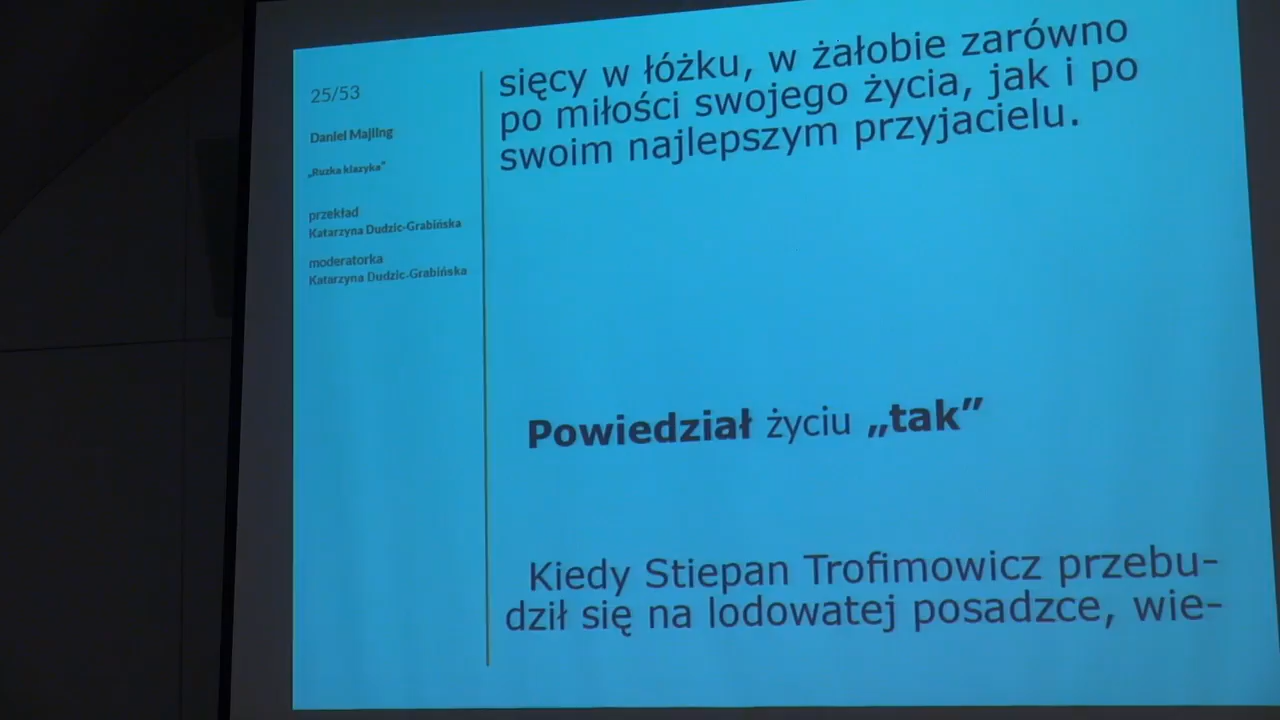 25/53
Daniel Majling
„Ruzka klazyka”
przekład
Katarzyna Dudzic-Grabińska
moderatorka
Katarzyna Dudzic-Grabińska
sięcy w łóżku, w żałobie zarówno
po miłości swojego życia, jak i po
swoim najlepszym przyjacielu.
Powiedział życiu „tak”
Kiedy Stiepan Trofimowicz przebu-
dził się na lodowatej posadzce, wie-